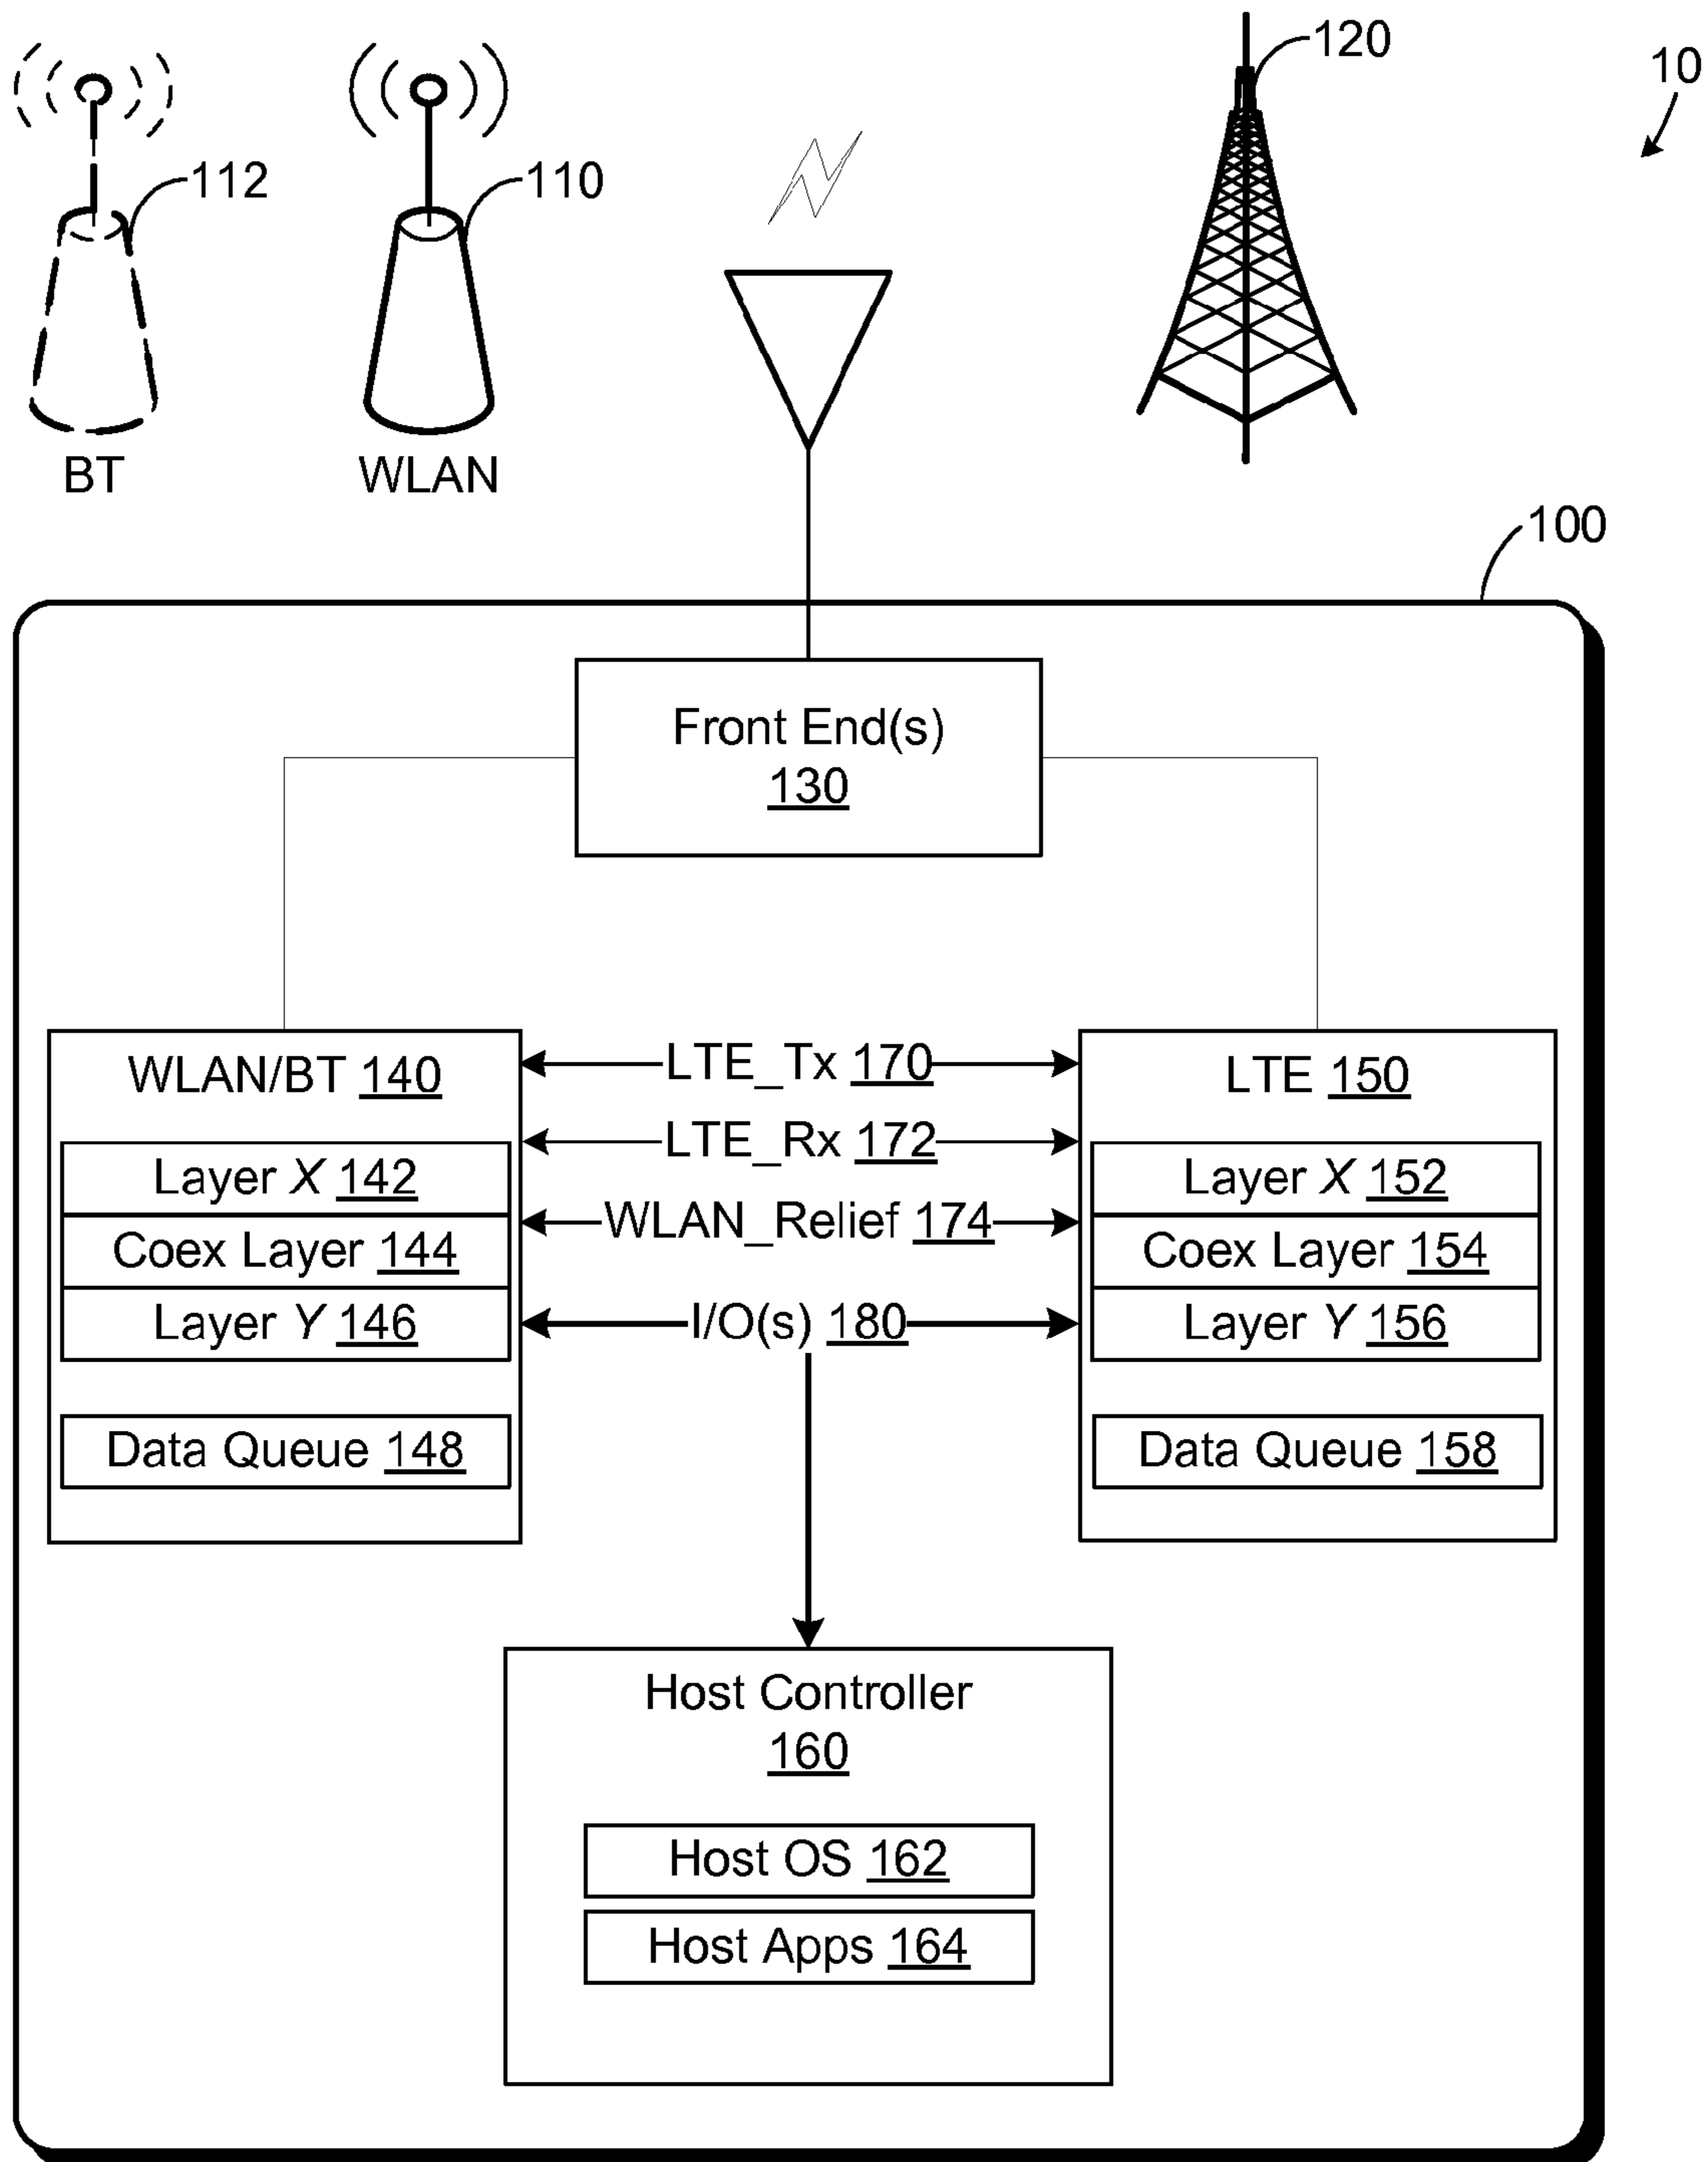 120
10
112
110
BT
WLAN
100
Front End(s)
130
WLAN/BT 140
LTE_Tx 170
LTE 150
LTE_Rx 172
Layer X 142
Layer X 152
WLAN_Relief 174
Coex Layer 144
Coex Layer 154
Layer Y 146
I/O(s) 180
Layer Y 156
Data Queue 148
Data Queue 158
Host Controller
160
Host OS 162
Host Apps 164